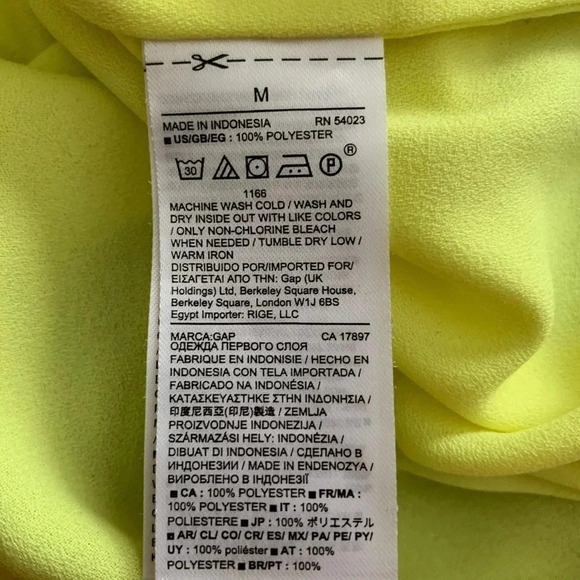 M
MADE IN INDONESIA RN 54023
■ US/GB/EG : 100% POLYESTER
30 P ®
1166
MACHINE WASH COLD / WASH AND
DRY INSIDE OUT WITH LIKE COLORS
/ ONLY NON-CHLORINE BLEACH
WHEN NEEDED / TUMBLE DRY LOW /
WARM IRON
DISTRIBUIDO POR/IMPORTED FOR/
ΕΙΣΑΓΕΤΑΙ ΑΠΟ ΤΗΝ: Gap (UK
Holdings) Ltd, Berkeley Square House,
Berkeley Square, London W1J 6BS
Egypt Importer: RIGE, LLC
MARCA:GAP CA 17897
ОДЕЖДА ПЕРВОГО СЛОЯ
FABRIQUE EN INDONISIE / HECHO EN
INDONESIA CON TELA IMPORTADA /
FABRICADO NA INDONÉSIA /
ΚΑΤΑΣΚΕΥΑΣΤΗΚΕ ΣΤΗΝ ΙΝΔΟΝΗΣΙΑ /
印度尼西亚(印尼)製造 / ZEMLJA
PROIZVODNJE INDONEZIJA /
SZÁRMAZÁSI HELY: INDONÉZIA /
DIBUAT DI INDONESIA / СДЕЛАНО В
ИНДОНЕЗИИ / MADE IN ENDENOZYA /
ВИРОБЛЕНО В ІНДОНЕЗІЇ
■ CA : 100% POLYESTER ■ FR/MA :
100% POLYESTER ■ IT : 100%
POLIESTERE ■ JP : 100% ポリエステル
■ AR/ CL/ CO/ CR/ ES/ MX/ PA/ PE/ PY/
UY : 100% poliéster ■ AT : 100%
POLYESTER ■ BR/PT : 100%